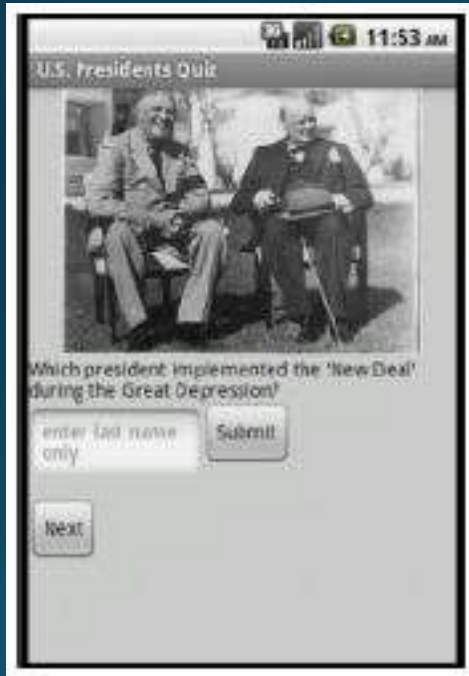 3G 11:53 AM
U.S. Presidents Quiz
Which president implemented the 'New Deal'
during the Great Depression?
enter last name
only
Submit
Next